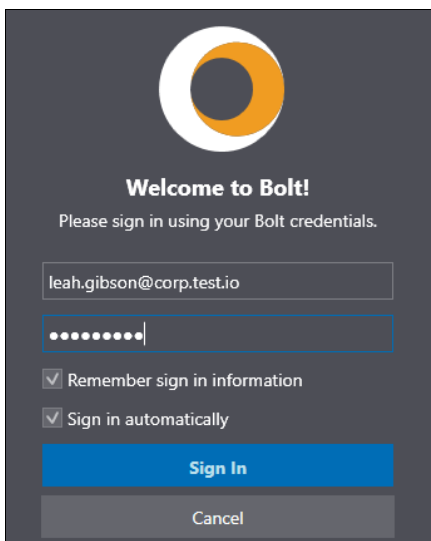 Welcome to Bolt!
Please sign in using your Bolt credentials.
leah.gibson@corp.test.io
•••••••••
Remember sign in information
Sign in automatically
Sign In
Cancel